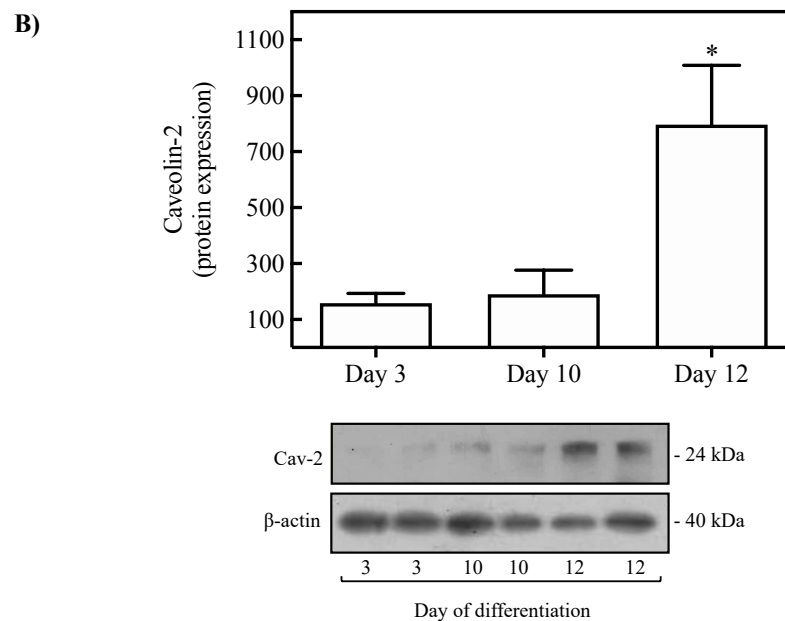 B)
Caveolin-2
(protein expression)
1100
900
700
500
300
100
*
Day 3
Day 10
Day 12
Cav-2
- 24 kDa
β-actin
- 40 kDa
3 3 10 10 12 12
Day of differentiation